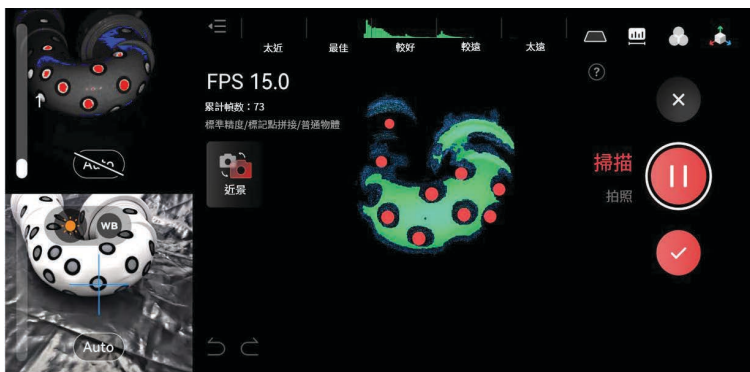 太近
最佳
較好
較遠
太遠
FPS 15.0
累計幀數：73
標準精度/標記點拼接/普通物體
近景
?
掃描
拍照
Auto
WB
Auto